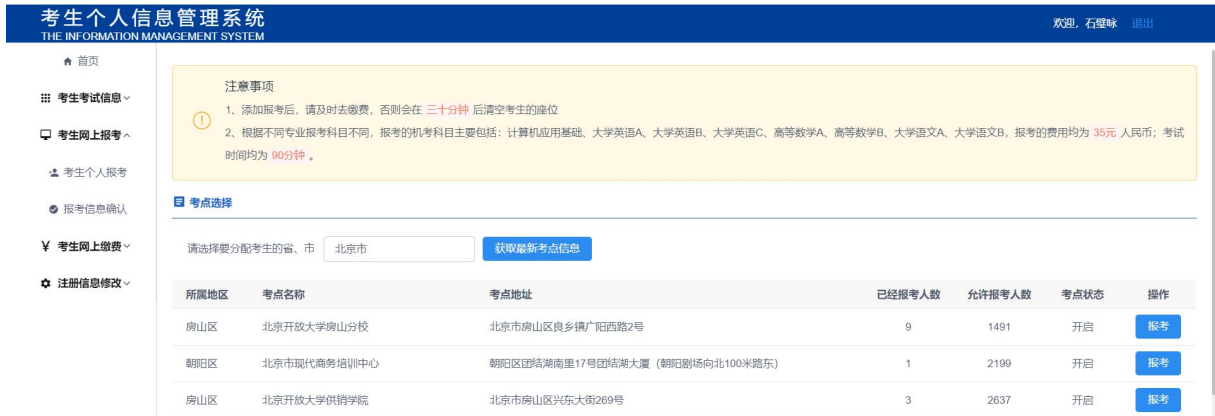 考生个人信息管理系统
THE INFORMATION MANAGEMENT SYSTEM
欢迎，石壁咏 退出
首页
考生考试信息
考生网上报考
考生个人报考
报考信息确认
考生网上缴费
注册信息修改
注意事项
1、添加报考后，请及时去缴费，否则会在 三十分钟 后清空考生的座位
2、根据不同专业报考科目不同，报考的机考科目主要包括：计算机应用基础、大学英语A、大学英语B、大学英语C、高等数学A、高等数学B、大学语文A、大学语文B，报考的费用均为 35元 人民币；考试
时间均为 90分钟 。
考点选择
请选择要分配考生的省、市 北京市 获取最新考点信息
所属地区 考点名称 考点地址 已经报考人数 允许报考人数 考点状态 操作
房山区 北京开放大学房山分校 北京市房山区良乡镇广阳西路2号 9 1491 开启 报考
朝阳区 北京市现代商务培训中心 朝阳区团结湖南里17号团结湖大厦（朝阳剧场向北100米路东） 1 2199 开启 报考
房山区 北京开放大学供销学院 北京市房山区兴东大街269号 3 2637 开启 报考